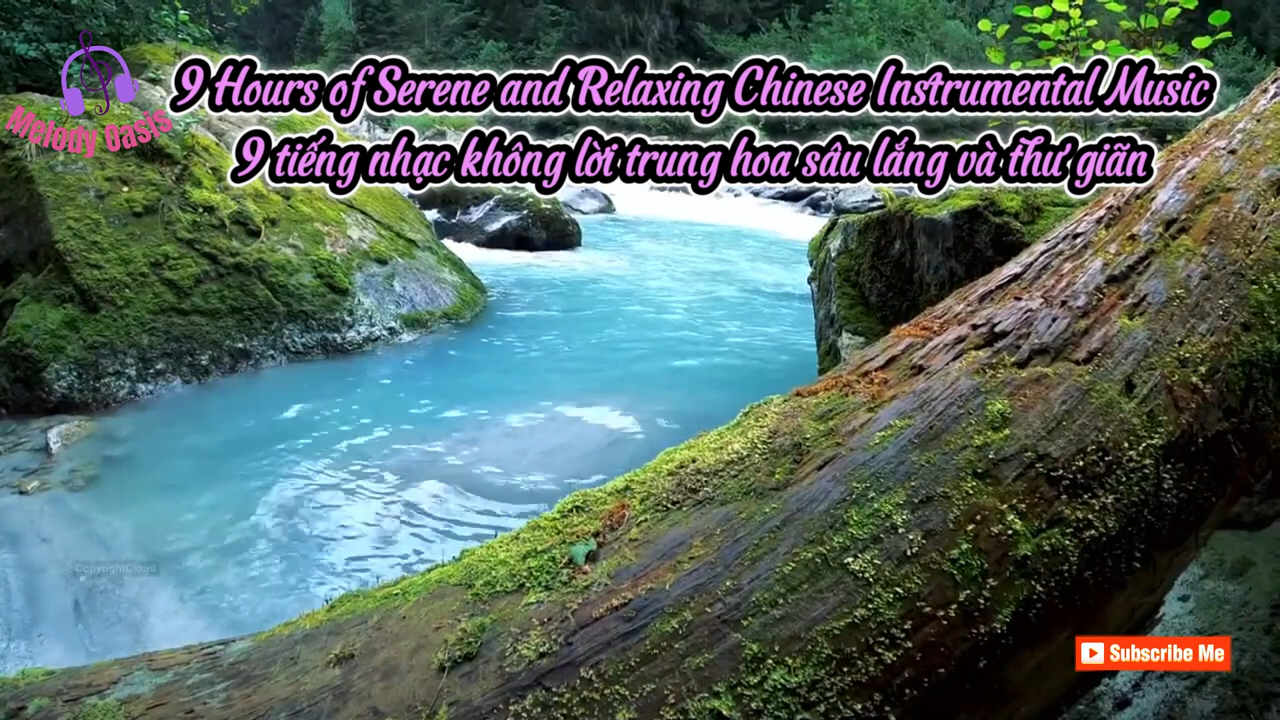 9 Hours of Serene and Relaxing Chinese Instrumental Music
9 tiếng nhạc không lời trung hoa sâu lắng và thư giãn
Melody Oasis
CopyrightCloud
Subscribe Me